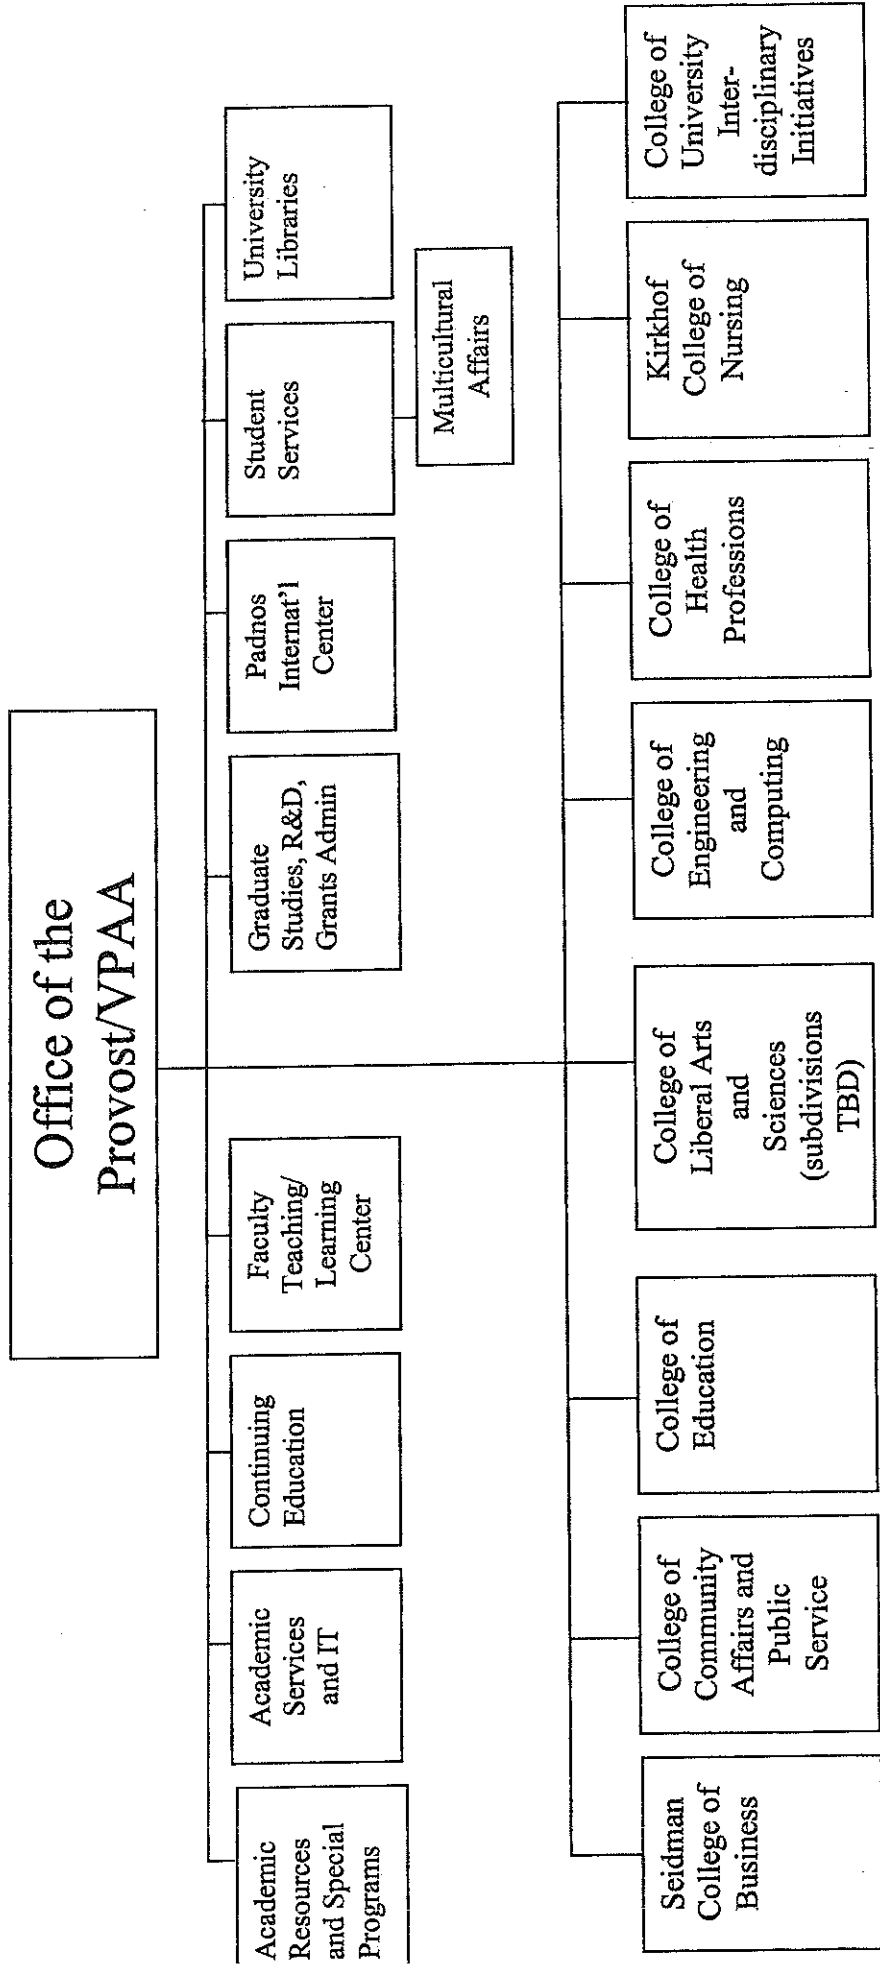 Office of the
Provost/VPAA
Academic
Resources
and Special
Programs
Academic
Services
and IT
Continuing
Education
Faculty
Teaching/
Learning
Center
Graduate
Studies, R&D,
Grants Admin
Padnos
Internat'l
Center
Student
Services
University
Libraries
Multicultural
Affairs
Seidman
College of
Business
College of
Community
Affairs and
Public
Service
College of
Education
College of
Liberal Arts
and
Sciences
(subdivisions
TBD)
College of
Engineering
and
Computing
College of
Health
Professions
Kirkhof
College of
Nursing
College of
University
Inter-
disciplinary
Initiatives